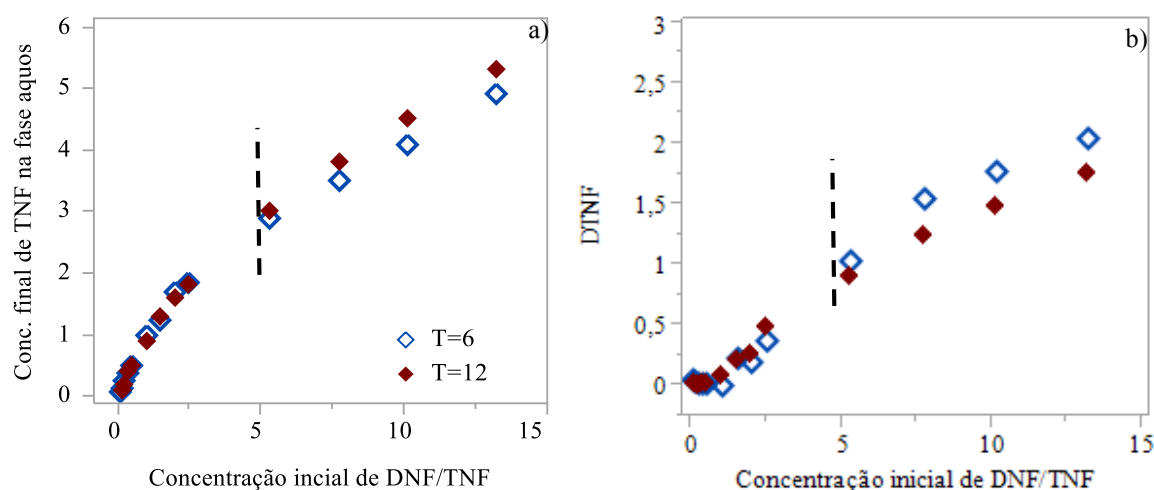 a)
Conc. final de TNF na fase aquos
6
5
4
3
2
1
0
T=6
T=12
0 5 10 15
Concentração incial de DNF/TNF
b)
DTNF
3
2,5
2
1,5
1
0,5
0
0 5 10 15
Concentração inicial de DNF/TNF